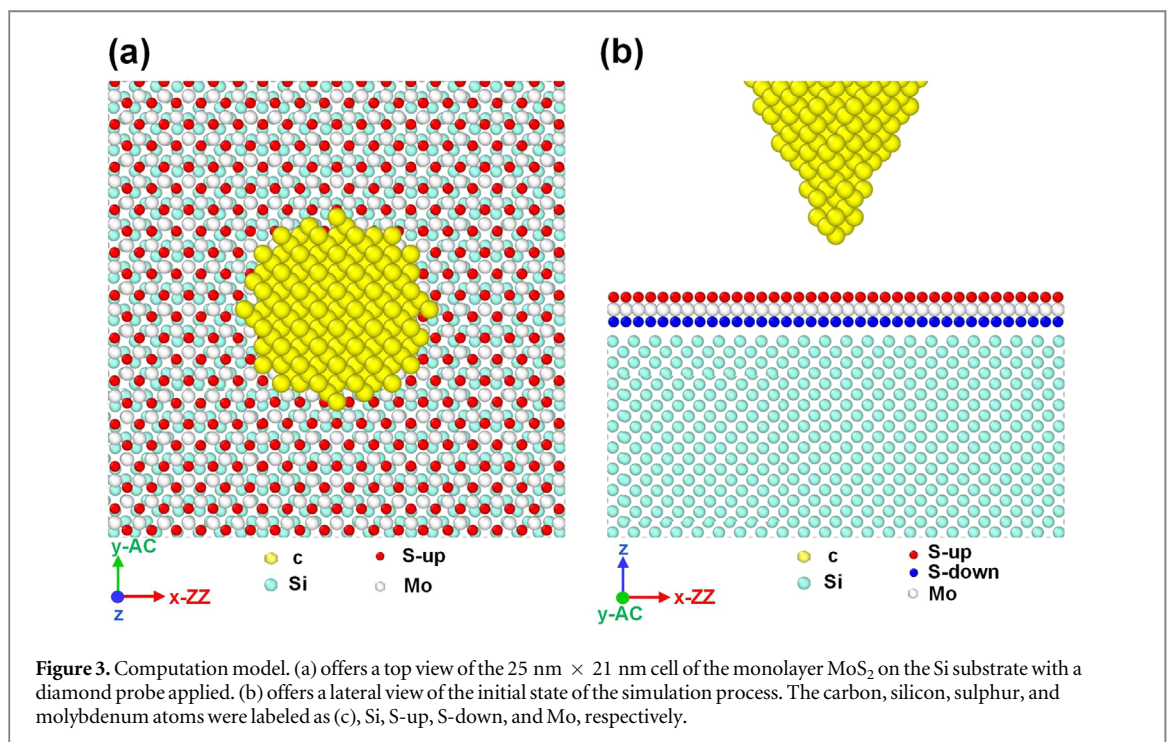 (a)
(b)
y-AC
z
x-ZZ
c
Si
S-up
Mo
z
y-AC
x-ZZ
c
Si
S-up
S-down
Mo
Figure 3. Computation model. (a) offers a top view of the 25 nm × 21 nm cell of the monolayer MoS₂ on the Si substrate with a
diamond probe applied. (b) offers a lateral view of the initial state of the simulation process. The carbon, silicon, sulphur, and
molybdenum atoms were labeled as (c), Si, S-up, S-down, and Mo, respectively.